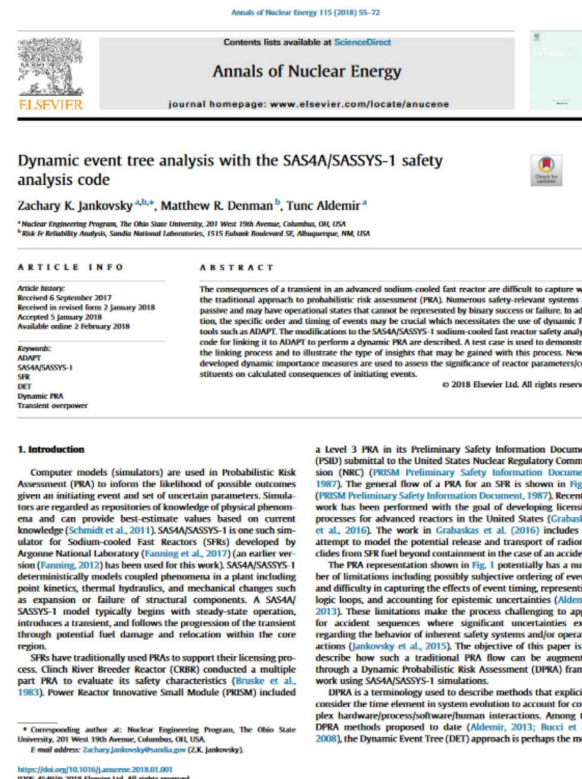 Annals of Nuclear Energy 115 (2018) 55–72
Contents lists available at ScienceDirect
Annals of Nuclear Energy
ELSEVIER
journal homepage: www.elsevier.com/locate/anucene
Dynamic event tree analysis with the SAS4A/SASSYS-1 safety
analysis code
Check for
updates
Zachary K. Jankovsky a,b,*, Matthew R. Denman b, Tunc Aldemir a
a Nuclear Engineering Program, The Ohio State University, 201 West 19th Avenue, Columbus, OH, USA
b Risk & Reliability Analysis, Sandia National Laboratories, 1515 Eubank Boulevard SE, Albuquerque, NM, USA
ARTICLE INFO
Article history:
Received 6 September 2017
Received in revised form 2 January 2018
Accepted 5 January 2018
Available online 2 February 2018
Keywords:
ADAPT
SAS4A/SASSYS-1
SFR
DET
Dynamic PRA
Transient overpower
ABSTRACT
The consequences of a transient in an advanced sodium-cooled fast reactor are difficult to capture w
the traditional approach to probabilistic risk assessment (PRA). Numerous safety-relevant systems
passive and may have operational states that cannot be represented by binary success or failure. In ad
tion, the specific order and timing of events may be crucial which necessitates the use of dynamic P
tools such as ADAPT. The modifications to the SAS4A/SASSYS-1 sodium-cooled fast reactor safety analy
code for linking it to ADAPT to perform a dynamic PRA are described. A test case is used to demonstr
the linking process and to illustrate the type of insights that may be gained with this process. New
developed dynamic importance measures are used to assess the significance of reactor parameters/co
stituents on calculated consequences of initiating events.
© 2018 Elsevier Ltd. All rights reserv
1. Introduction
Computer models (simulators) are used in Probabilistic Risk
Assessment (PRA) to inform the likelihood of possible outcomes
given an initiating event and set of uncertain parameters. Simula-
tors are regarded as repositories of knowledge of physical phenom-
ena and can provide best-estimate values based on current
knowledge (Schmidt et al., 2011). SAS4A/SASSYS-1 is one such sim-
ulator for Sodium-cooled Fast Reactors (SFRs) developed by
Argonne National Laboratory (Fanning et al., 2017) (an earlier ver-
sion (Fanning, 2012) has been used for this work). SAS4A/SASSYS-1
deterministically models coupled phenomena in a plant including
point kinetics, thermal hydraulics, and mechanical changes such
as expansion or failure of structural components. A SAS4A/
SASSYS-1 model typically begins with steady-state operation,
introduces a transient, and follows the progression of the transient
through potential fuel damage and relocation within the core
region.
SFRs have traditionally used PRAs to support their licensing pro-
cess. Clinch River Breeder Reactor (CRBR) conducted a multiple
part PRA to evaluate its safety characteristics (Bruske et al.,
1983). Power Reactor Innovative Small Module (PRISM) included
* Corresponding author at: Nuclear Engineering Program, The Ohio State
University, 201 West 19th Avenue, Columbus, OH, USA.
E-mail address: Zachary.Jankovsky@sandia.gov (Z.K. Jankovsky).
https://doi.org/10.1016/j.anucene.2018.01.001
0306-4549/© 2018 Elsevier Ltd. All rights reserved.
a Level 3 PRA in its Preliminary Safety Information Docume
(PSID) submittal to the United States Nuclear Regulatory Comm
sion (NRC) (PRISM Preliminary Safety Information Docume
1987). The general flow of a PRA for an SFR is shown in Fig
(PRISM Preliminary Safety Information Document, 1987). Recent
work has been performed with the goal of developing licensi
processes for advanced reactors in the United States (Grabask
et al., 2016). The work in Grabaskas et al. (2016) includes
attempt to model the potential release and transport of radion
clides from SFR fuel beyond containment in the case of an accide
The PRA representation shown in Fig. 1 potentially has a nu
ber of limitations including possibly subjective ordering of even
and difficulty in capturing the effects of event timing, representi
logic loops, and accounting for epistemic uncertainties (Aldem
2013). These limitations make the process challenging to app
for accident sequences where significant uncertainties ex
regarding the behavior of inherent safety systems and/or operat
actions (Jankovsky et al., 2015). The objective of this paper is
describe how such a traditional PRA flow can be augment
through a Dynamic Probabilistic Risk Assessment (DPRA) fram
work using SAS4A/SASSYS-1 simulations.
DPRA is a terminology used to describe methods that explici
consider the time element in system evolution to account for co
plex hardware/process/software/human interactions. Among t
DPRA methods proposed to date (Aldemir, 2013; Bucci et
2008), the Dynamic Event Tree (DET) approach is perhaps the mo